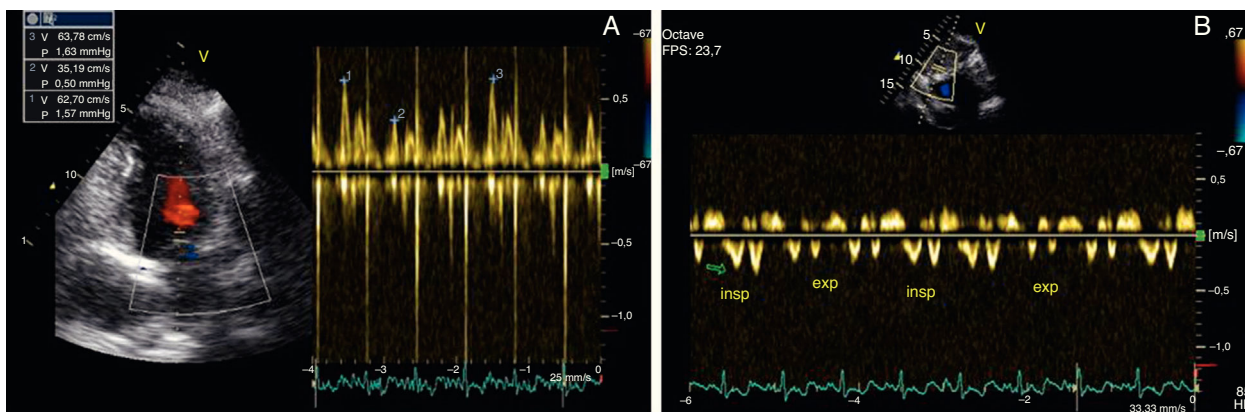 A
3 V 63,78 cm/s
P 1,63 mmHg
2 V 35,19 cm/s
P 0,50 mmHg
1 V 62,70 cm/s
P 1,57 mmHg
V
5
10
1
1
2
3
-67
0,5
-67
[m/s]
-0,5
-1,0
-4
-3
-2
-1
0
25 mm/s
B
Octave
FPS: 23,7
V
5
10
15
,67
-,67
0,5
[m/s]
-0,5
-1,0
insp
exp
insp
exp
-6
-4
-2
0
33.33 mm/s
8
H